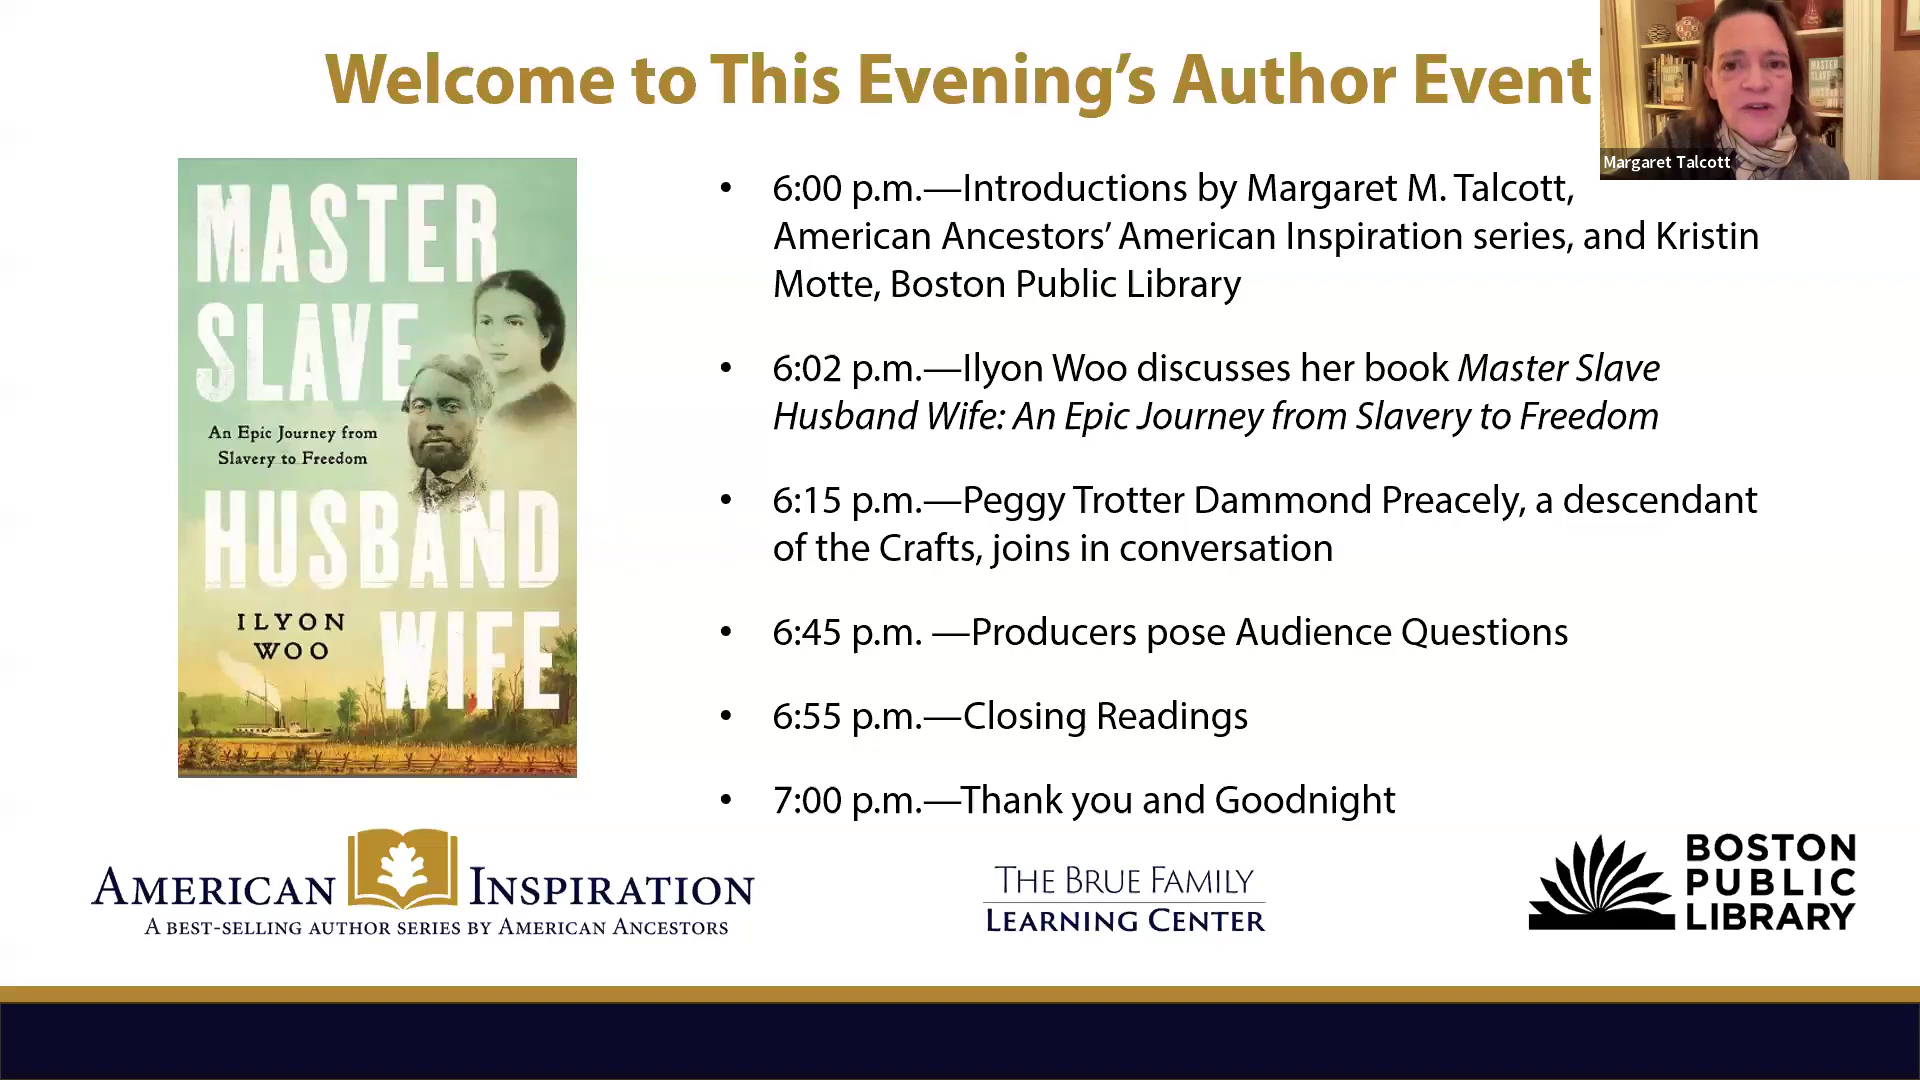 Welcome to This Evening’s Author Event
Margaret Talcott
MASTER
SLAVE
An Epic Journey from
Slavery to Freedom
HUSBAND
ILYON
WOO
WIFE
• 6:00 p.m.—Introductions by Margaret M. Talcott,
American Ancestors’ American Inspiration series, and Kristin
Motte, Boston Public Library
• 6:02 p.m.—Ilyon Woo discusses her book Master Slave
Husband Wife: An Epic Journey from Slavery to Freedom
• 6:15 p.m.—Peggy Trotter Dammond Preacely, a descendant
of the Crafts, joins in conversation
• 6:45 p.m. —Producers pose Audience Questions
• 6:55 p.m.—Closing Readings
• 7:00 p.m.—Thank you and Goodnight
AMERICAN INSPIRATION
A BEST-SELLING AUTHOR SERIES BY AMERICAN ANCESTORS
THE BRUE FAMILY
LEARNING CENTER
BOSTON
PUBLIC
LIBRARY